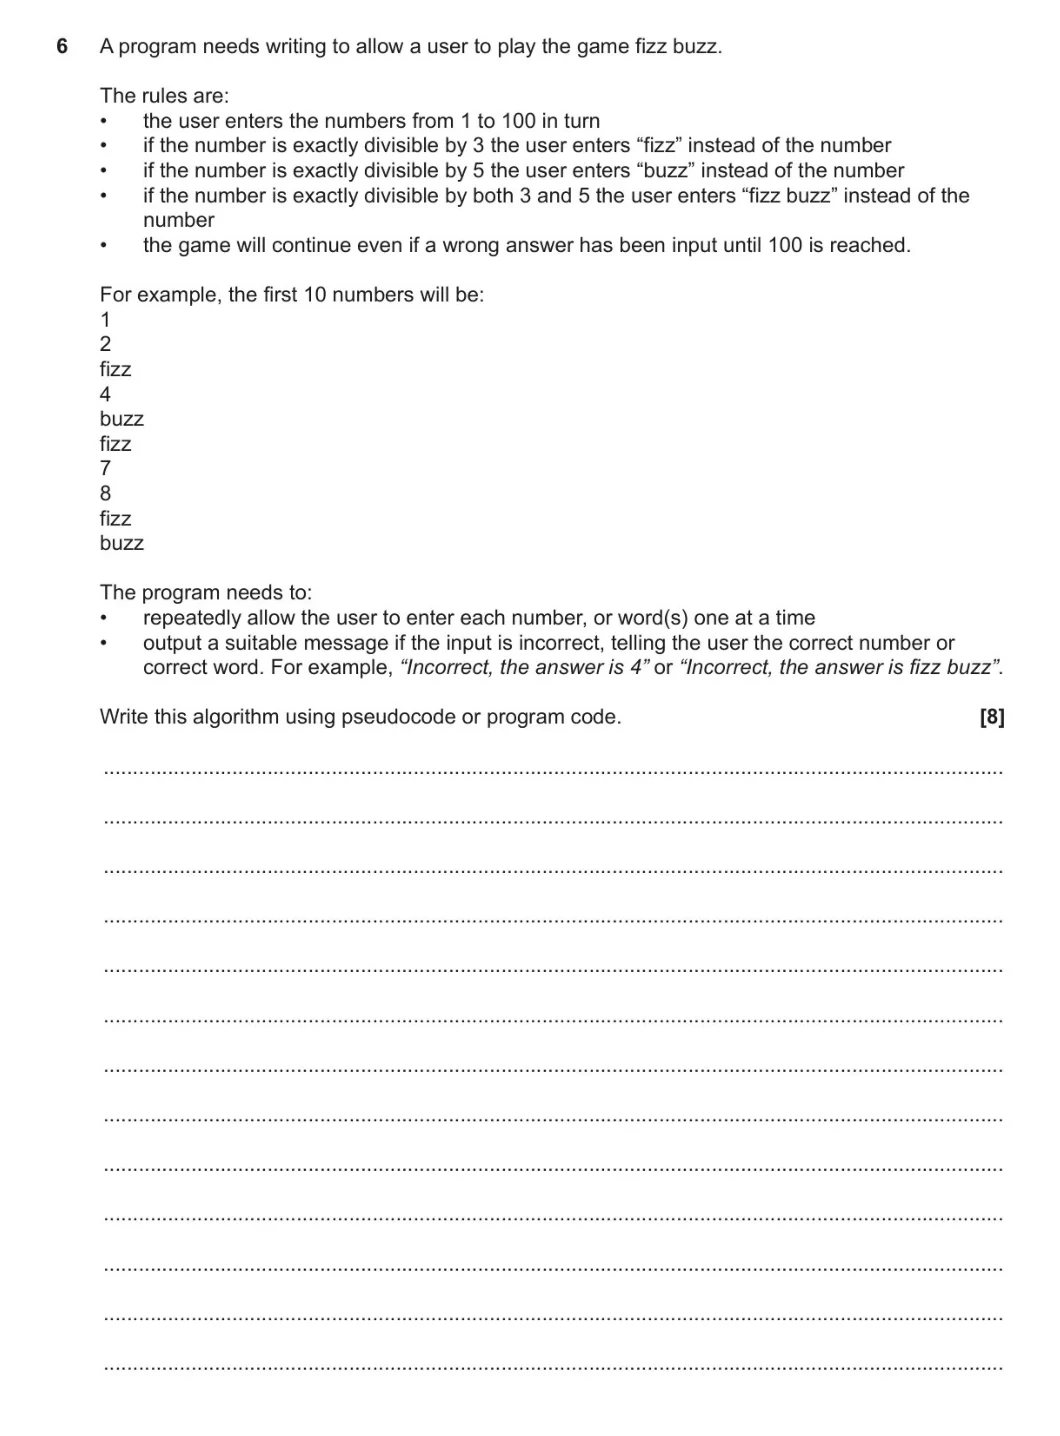 6 A program needs writing to allow a user to play the game fizz buzz.
The rules are:
• the user enters the numbers from 1 to 100 in turn
• if the number is exactly divisible by 3 the user enters “fizz” instead of the number
• if the number is exactly divisible by 5 the user enters “buzz” instead of the number
• if the number is exactly divisible by both 3 and 5 the user enters “fizz buzz” instead of the
number
• the game will continue even if a wrong answer has been input until 100 is reached.
For example, the first 10 numbers will be:
1
2
fizz
4
buzz
fizz
7
8
fizz
buzz
The program needs to:
• repeatedly allow the user to enter each number, or word(s) one at a time
• output a suitable message if the input is incorrect, telling the user the correct number or
correct word. For example, “Incorrect, the answer is 4” or “Incorrect, the answer is fizz buzz”.
Write this algorithm using pseudocode or program code. [8]